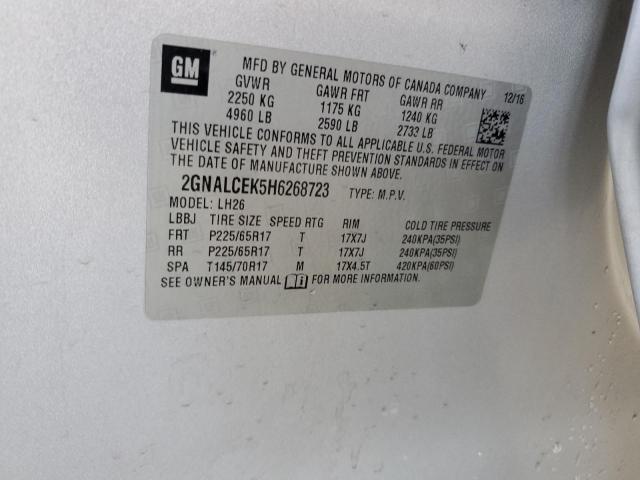 GM
MFD BY GENERAL MOTORS OF CANADA COMPANY
12/16
GVWR GAWR FRT GAWR RR
2250 KG 1175 KG 1240 KG
4960 LB 2590 LB 2733 LB
THIS VEHICLE CONFORMS TO ALL APPLICABLE U.S. FEDERAL MOTOR
VEHICLE SAFETY AND THEFT PREVENTION STANDARDS IN EFFECT ON
THE DATE OF MANUFACTURE SHOWN ABOVE.
2GNALCEK5H6268723 TYPE: M.P.V.
MODEL: LH26
LBBJ TIRE SIZE SPEED RTG RIM COLD TIRE PRESSURE
FRT P225/65R17 T 17X7J 240KPA(35PSI)
RR P225/65R17 T 17X7J 240KPA(35PSI)
SPA T145/70R17 M 17X4.5T 420KPA(60PSI)
SEE OWNER'S MANUAL FOR MORE INFORMATION.